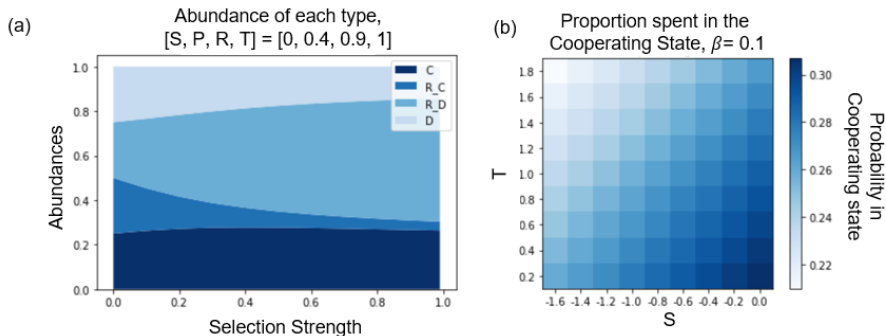 (a)
Abundance of each type,
[S, P, R, T] = [0, 0.4, 0.9, 1]
Abundances
1.0
0.8
0.6
0.4
0.2
0.0
C
R_C
R_D
D
0.0 0.2 0.4 0.6 0.8 1.0
Selection Strength
(b)
Proportion spent in the
Cooperating State, β= 0.1
T
1.8
1.6
1.4
1.2
1.0
0.8
0.6
0.4
0.2
-1.6 -1.4 -1.2 -1.0 -0.8 -0.6 -0.4 -0.2 0.0
S
0.30
0.28
0.26
0.24
0.22
Probability in
Cooperating state